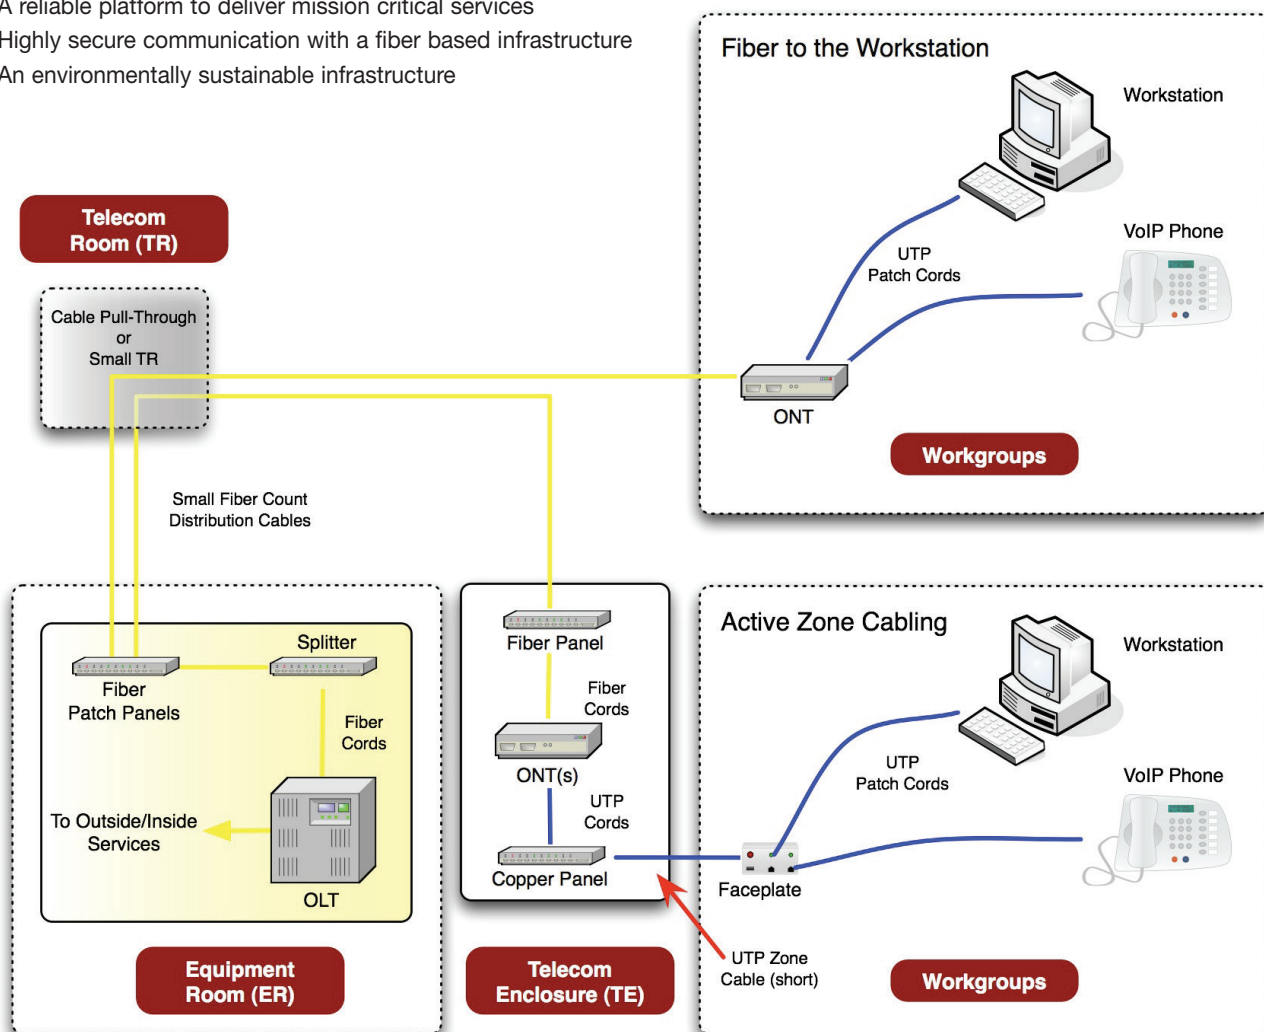 A reliable platform to deliver mission critical services
Highly secure communication with a fiber based infrastructure
An environmentally sustainable infrastructure
Fiber to the Workstation
Workstation
VoIP Phone
UTP
Patch Cords
ONT
Workgroups
Telecom
Room (TR)
Cable Pull-Through
or
Small TR
Small Fiber Count
Distribution Cables
Splitter
Fiber
Patch Panels
Fiber
Cords
To Outside/Inside
Services
OLT
Equipment
Room (ER)
Fiber Panel
Fiber
Cords
ONT(s)
UTP
Cords
Copper Panel
Telecom
Enclosure (TE)
Active Zone Cabling
Workstation
UTP
Patch Cords
VoIP Phone
Faceplate
UTP Zone
Cable (short)
Workgroups